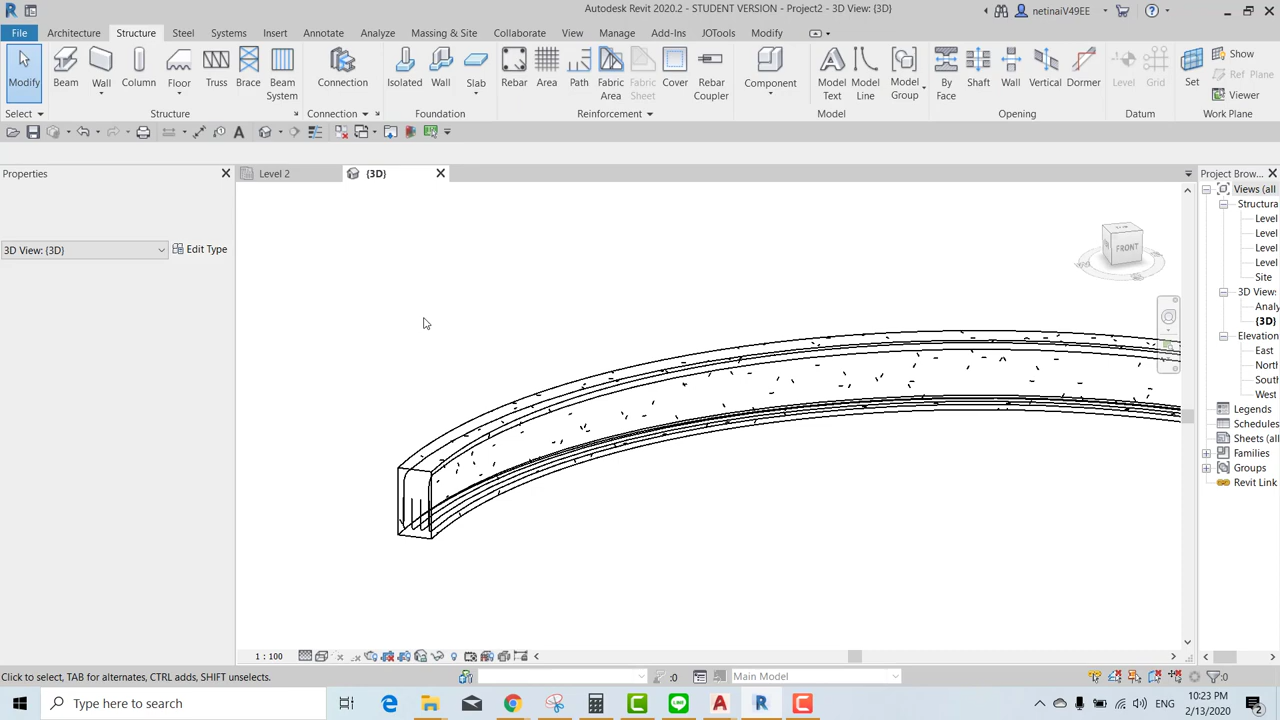 Autodesk Revit 2020.2 - STUDENT VERSION - Project2 - 3D View: {3D}
netinaiV49EE
File Architecture Structure Steel Systems Insert Annotate Analyze Massing & Site Collaborate View Manage Add-Ins JOTools Modify
Modify Beam Wall Column Floor Truss Brace Beam System Connection Isolated Wall Slab Rebar Area Path Fabric Area Fabric Sheet Cover Rebar Coupler Component Model Text Model Line Model Group By Face Shaft Wall Vertical Dormer Level Grid Set Show Ref Plane Viewer
Select Structure Connection Foundation Reinforcement Model Opening Datum Work Plane
Properties
Level 2
{3D}
Project Brow...
3D View: {3D}
Edit Type
FRONT
Views (all
Structura
Level
Level
Level
Level
Site
3D Views
Analy
{3D}
Elevation
East
North
South
West
Legends
Schedules
Sheets (all
Families
Groups
Revit Link
1 : 100
Click to select, TAB for alternates, CTRL adds, SHIFT unselects.
:0
Main Model
:0
Type here to search
ENG
10:23 PM
2/13/2020
2